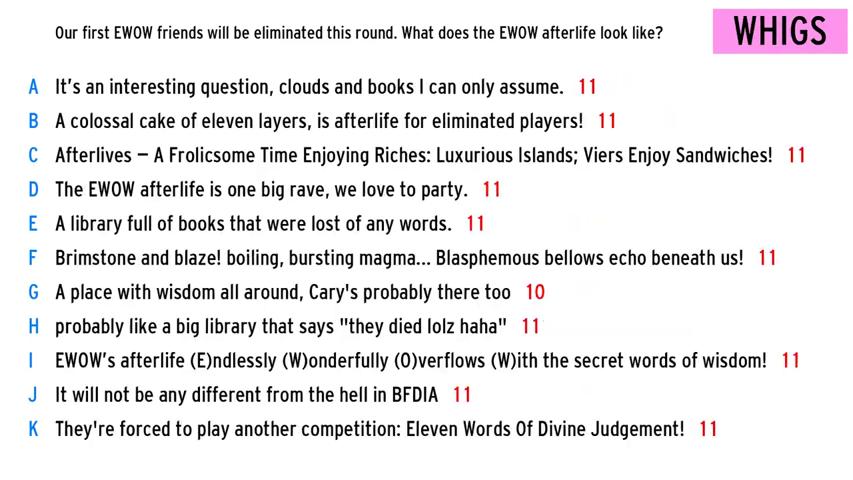 Our first EWOW friends will be eliminated this round. What does the EWOW afterlife look like?
WHIGS
A It's an interesting question, clouds and books I can only assume. 11
B A colossal cake of eleven layers, is afterlife for eliminated players! 11
C Afterlives – A Frolicsome Time Enjoying Riches: Luxurious Islands; Viers Enjoy Sandwiches! 11
D The EWOW afterlife is one big rave, we love to party. 11
E A library full of books that were lost of any words. 11
F Brimstone and blaze! boiling, bursting magma... Blasphemous bellows echo beneath us! 11
G A place with wisdom all around, Cary's probably there too 10
H probably like a big library that says "they died lolz haha" 11
I EWOW's afterlife (E)ndlessly (W)onderfully (O)verflows (W)ith the secret words of wisdom! 11
J It will not be any different from the hell in BFDIA 11
K They're forced to play another competition: Eleven Words Of Divine Judgement! 11